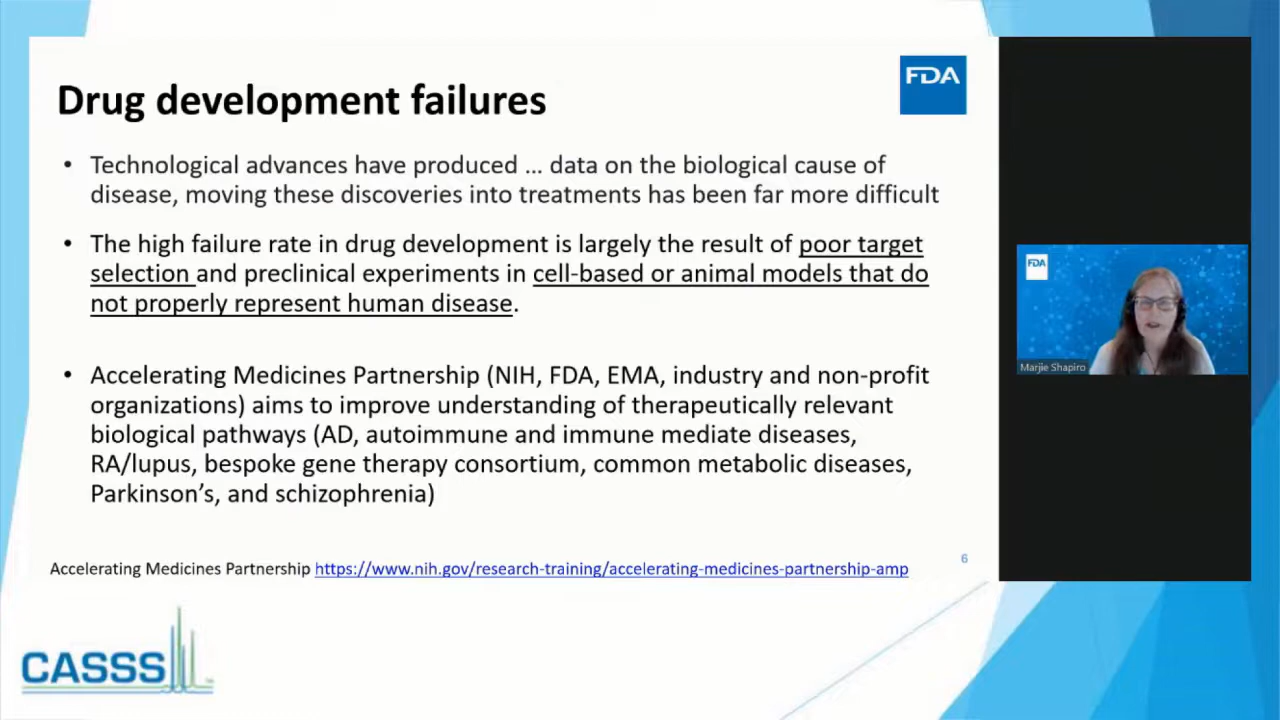 FDA
Drug development failures
• Technological advances have produced ... data on the biological cause of
disease, moving these discoveries into treatments has been far more difficult
• The high failure rate in drug development is largely the result of poor target
selection and preclinical experiments in cell-based or animal models that do
not properly represent human disease.
• Accelerating Medicines Partnership (NIH, FDA, EMA, industry and non-profit
organizations) aims to improve understanding of therapeutically relevant
biological pathways (AD, autoimmune and immune mediate diseases,
RA/lupus, bespoke gene therapy consortium, common metabolic diseases,
Parkinson's, and schizophrenia)
6
Accelerating Medicines Partnership https://www.nih.gov/research-training/accelerating-medicines-partnership-amp
FDA
Marjie Shapiro
CASSS